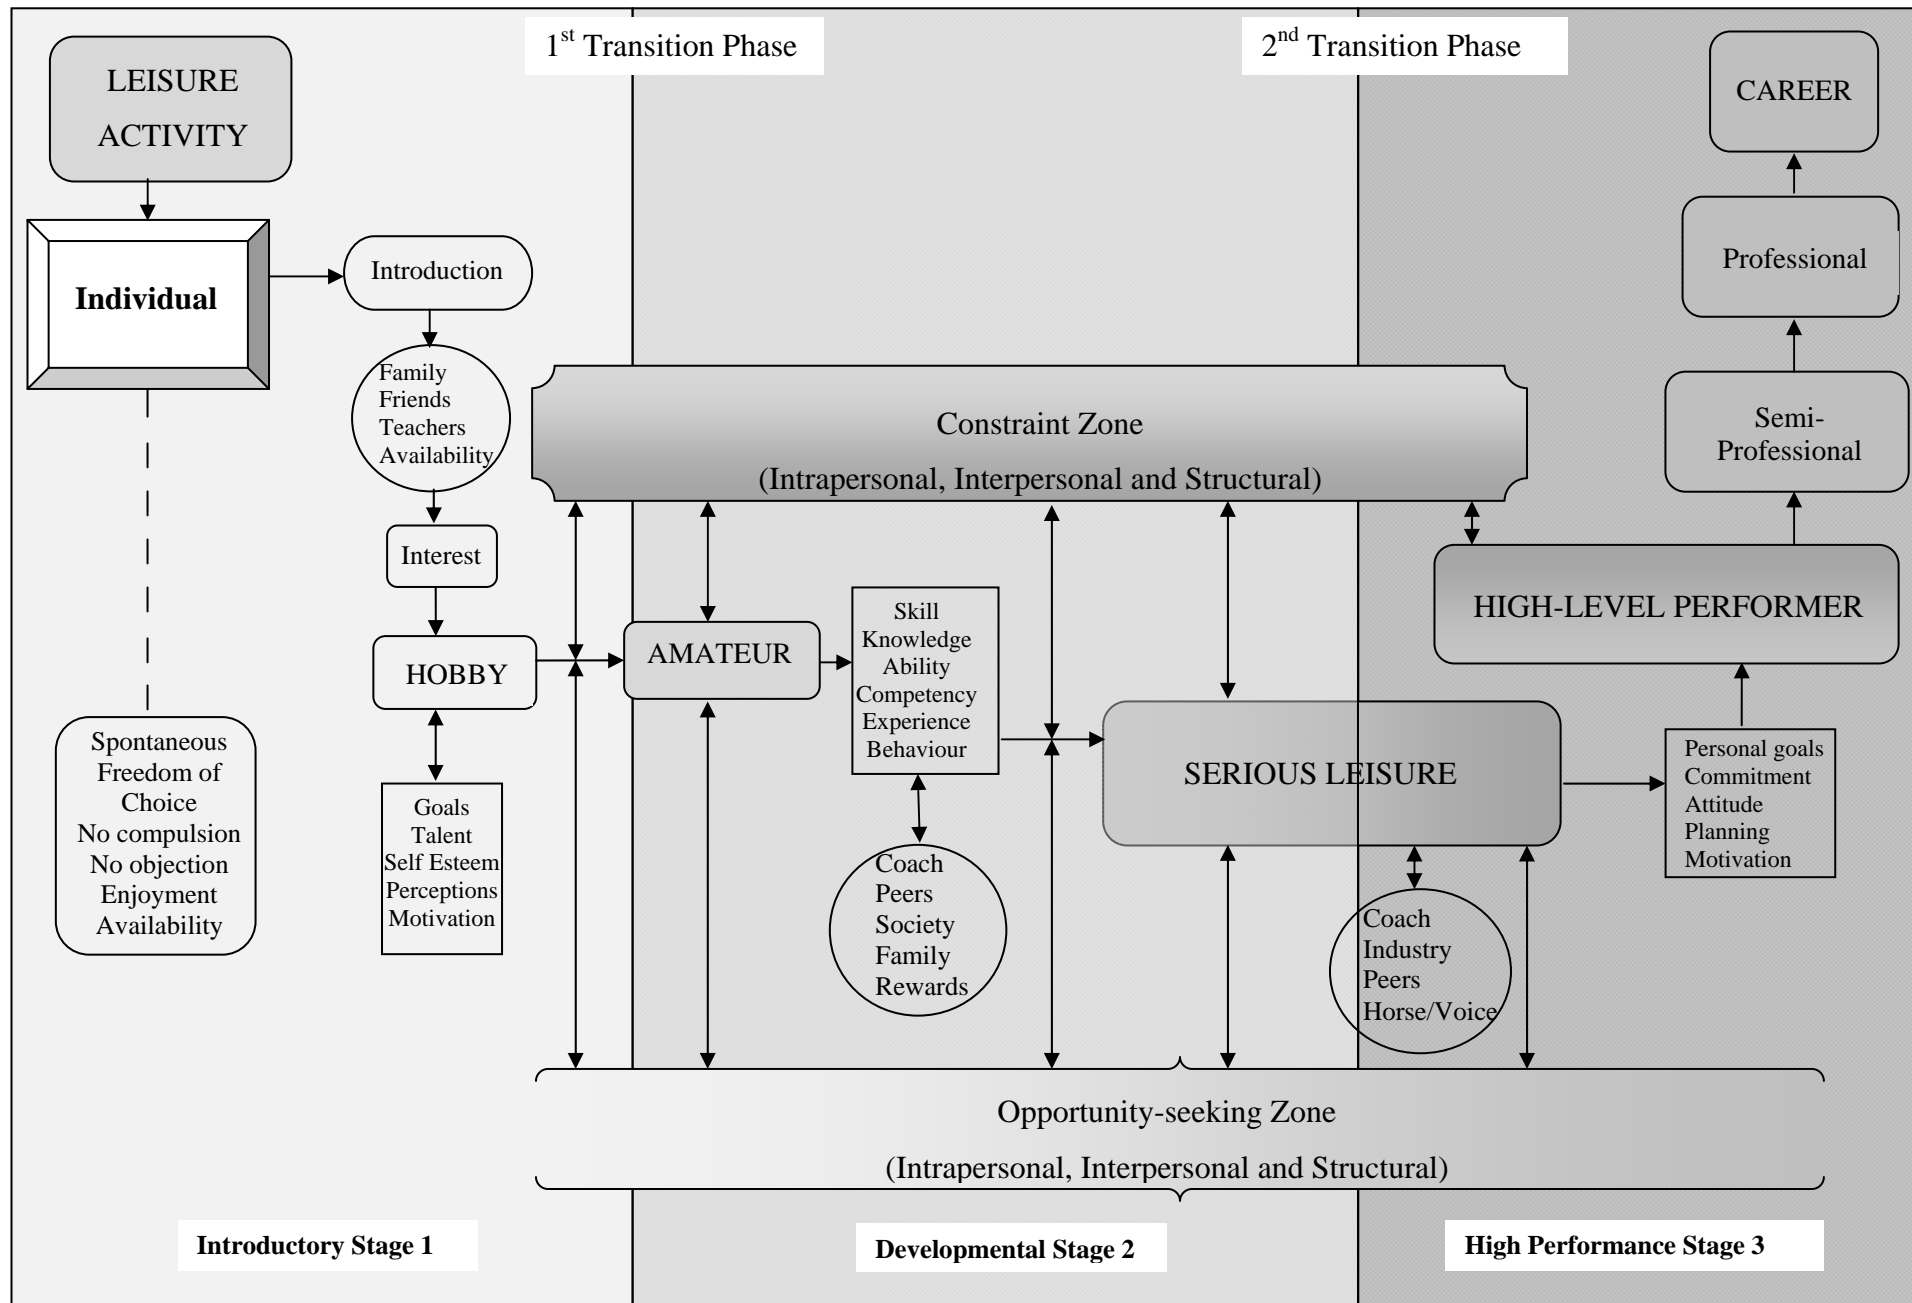 1st Transition Phase
2nd Transition Phase
LEISURE
ACTIVITY
Individual
Spontaneous
Freedom of
Choice
No compulsion
No objection
Enjoyment
Availability
Introduction
Family
Friends
Teachers
Availability
Interest
HOBBY
Goals
Talent
Self Esteem
Perceptions
Motivation
Constraint Zone
(Intrapersonal, Interpersonal and Structural)
AMATEUR
Skill
Knowledge
Ability
Competency
Experience
Behaviour
Coach
Peers
Society
Family
Rewards
SERIOUS LEISURE
Coach
Industry
Peers
Horse/Voice
CAREER
Professional
Semi-
Professional
HIGH-LEVEL PERFORMER
Personal goals
Commitment
Attitude
Planning
Motivation
Opportunity-seeking Zone
(Intrapersonal, Interpersonal and Structural)
Introductory Stage 1
Developmental Stage 2
High Performance Stage 3